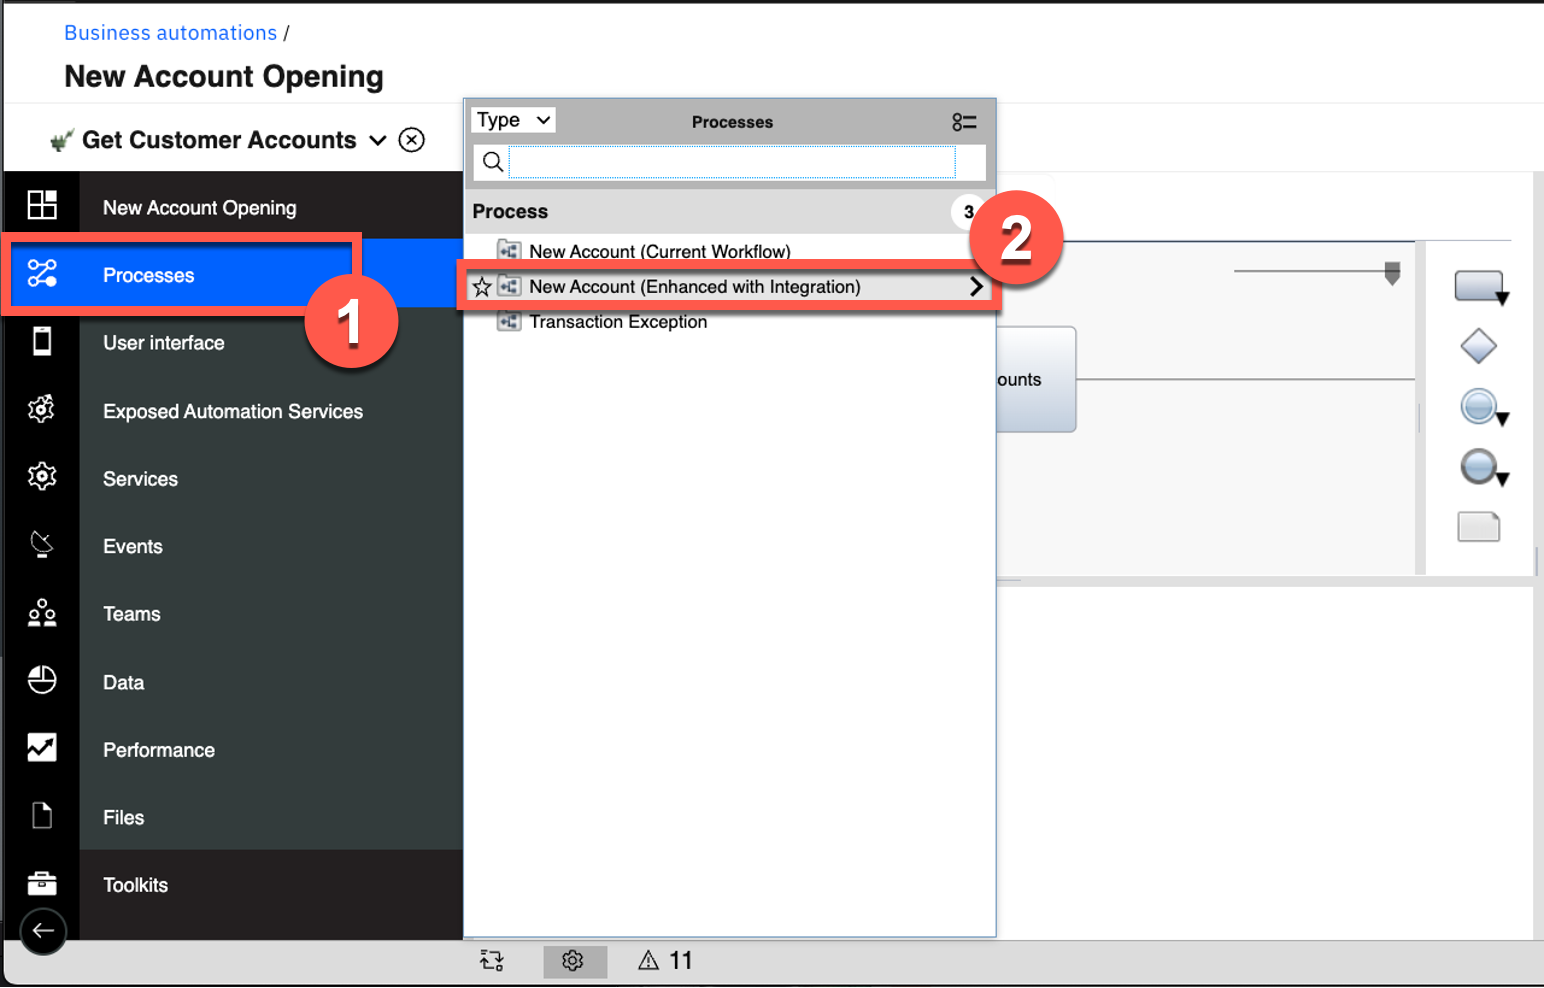 Business automations /
New Account Opening
Get Customer Accounts
Type
Processes
New Account Opening
Processes
User interface
Exposed Automation Services
Services
Events
Teams
Data
Performance
Files
Toolkits
Process
3
New Account (Current Workflow)
New Account (Enhanced with Integration)
Transaction Exception
1
2
ounts
11